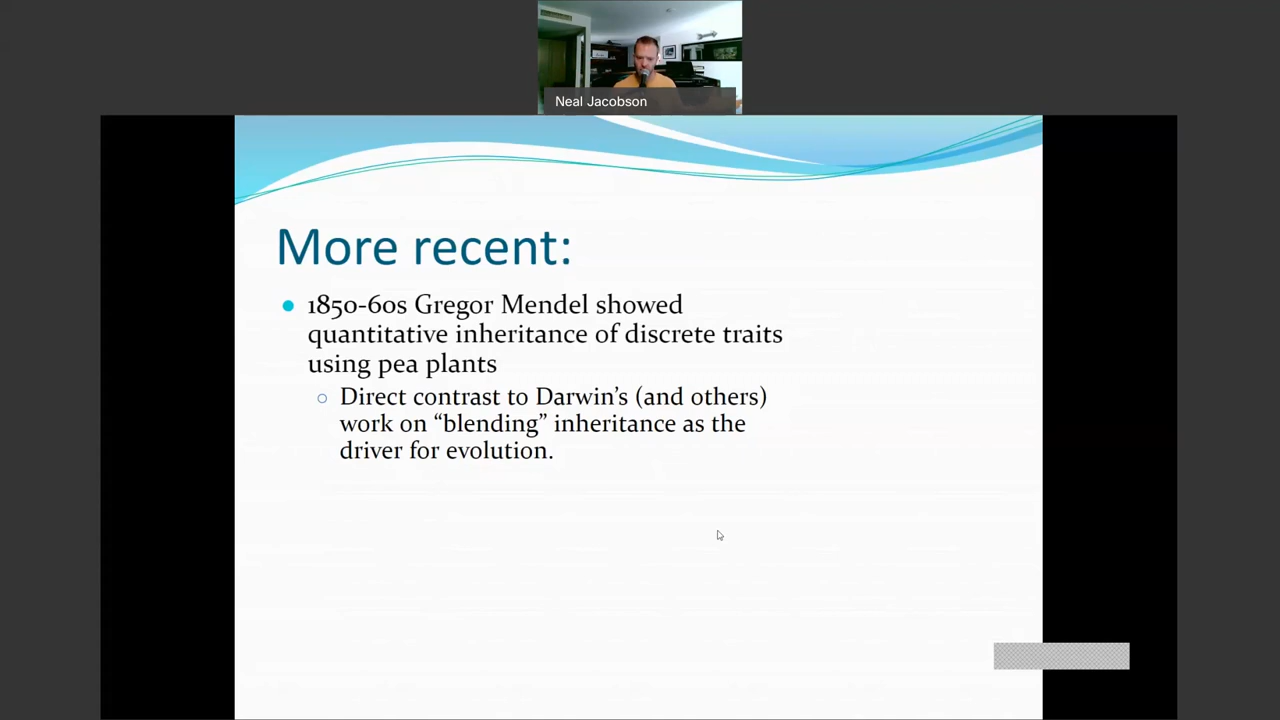 Neal Jacobson
More recent:
1850-60s Gregor Mendel showed
quantitative inheritance of discrete traits
using pea plants
Direct contrast to Darwin’s (and others)
work on “blending” inheritance as the
driver for evolution.